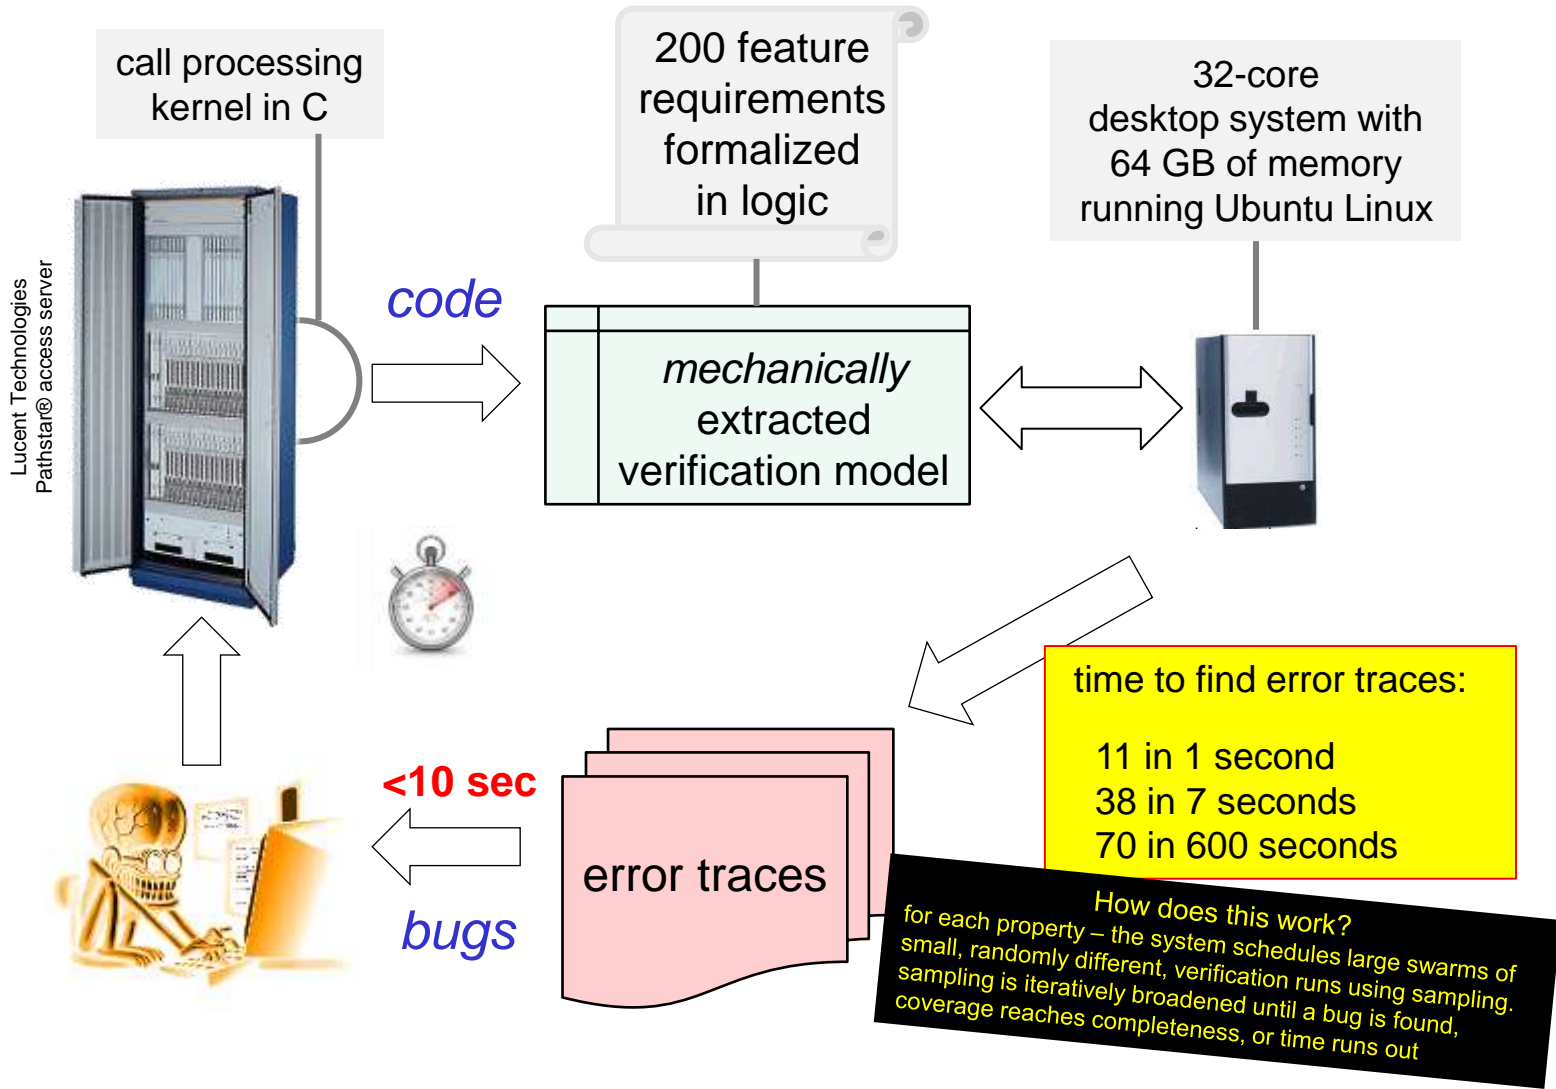 call processing
kernel in C
200 feature
requirements
formalized
in logic
32-core
desktop system with
64 GB of memory
running Ubuntu Linux
Lucent Technologies
Pathstar® access server
code
mechanically
extracted
verification model
time to find error traces:
11 in 1 second
38 in 7 seconds
70 in 600 seconds
<10 sec
error traces
bugs
How does this work?
for each property – the system schedules large swarms of
small, randomly different, verification runs using sampling.
sampling is iteratively broadened until a bug is found,
coverage reaches completeness, or time runs out